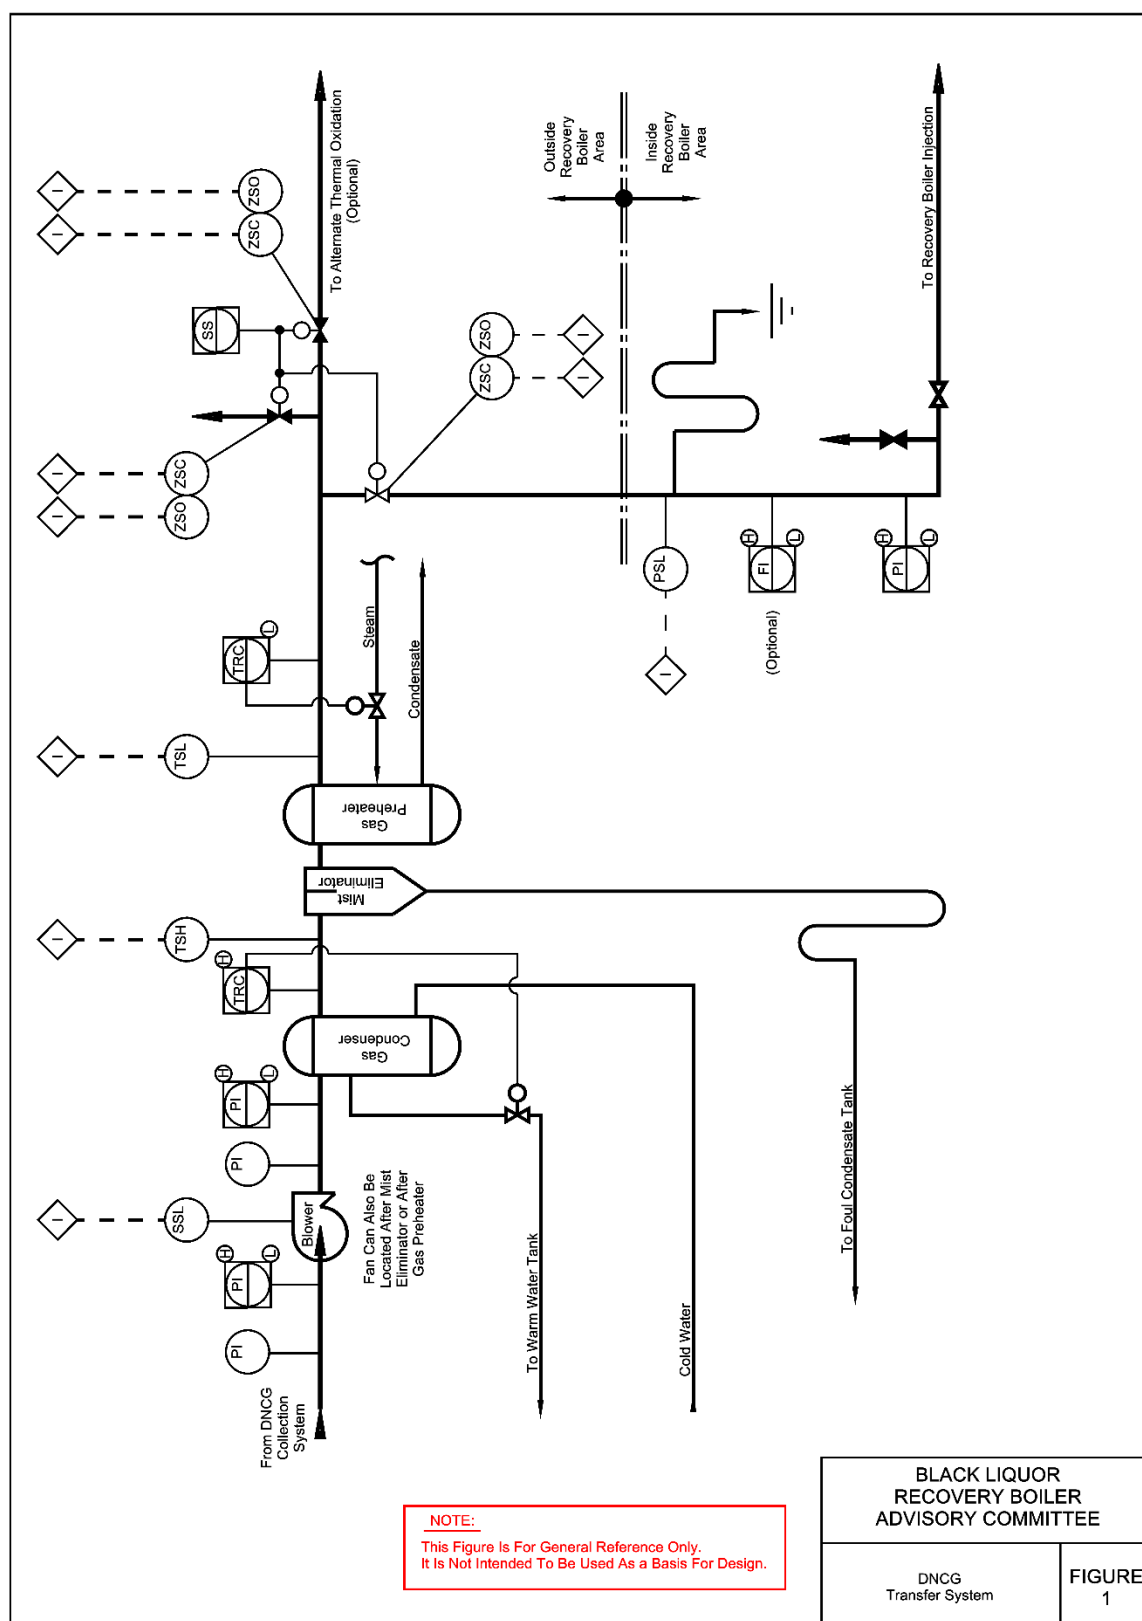 To Alternate Thermal Oxidation
(Optional)
I
ZSO
I
ZSC
SS
I
ZSC
I
ZSO
ZSO
I
ZSC
I
Outside
Recovery
Boiler
Area
Inside
Recovery
Boiler
Area
To Recovery Boiler Injection
PSL
I
H
FI
L
(Optional)
H
PI
L
TRC
L
Steam
Condensate
I
TSL
Gas
Preheater
Mist
Eliminator
I
TSH
H
TRC
Gas
Condenser
H
PI
L
PI
I
SSL
Blower
H
PI
L
PI
Fan Can Also Be
Located After Mist
Eliminator or After
Gas Preheater
From DNCG
Collection
System
To Warm Water Tank
Cold Water
To Foul Condensate Tank
NOTE:
This Figure Is For General Reference Only.
It Is Not Intended To Be Used As a Basis For Design.
BLACK LIQUOR
RECOVERY BOILER
ADVISORY COMMITTEE
DNCG
Transfer System
FIGURE
1